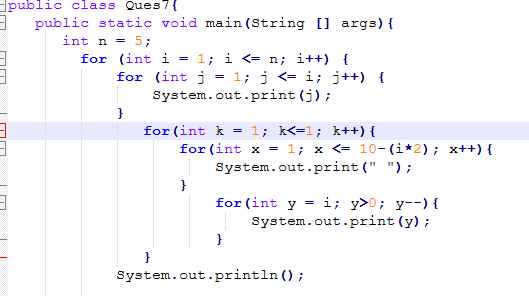 public class Ques7{
public static void main(String [] args){
int n = 5;
for (int i = 1; i <= n; i++) {
for (int j = 1; j <= i; j++) {
System.out.print(j);
}
for(int k = 1; k<=1; k++){
for(int x = 1; x <= 10-(i*2); x++){
System.out.print(" ");
}
for(int y = i; y>0; y--){
System.out.print(y);
}
}
System.out.println();